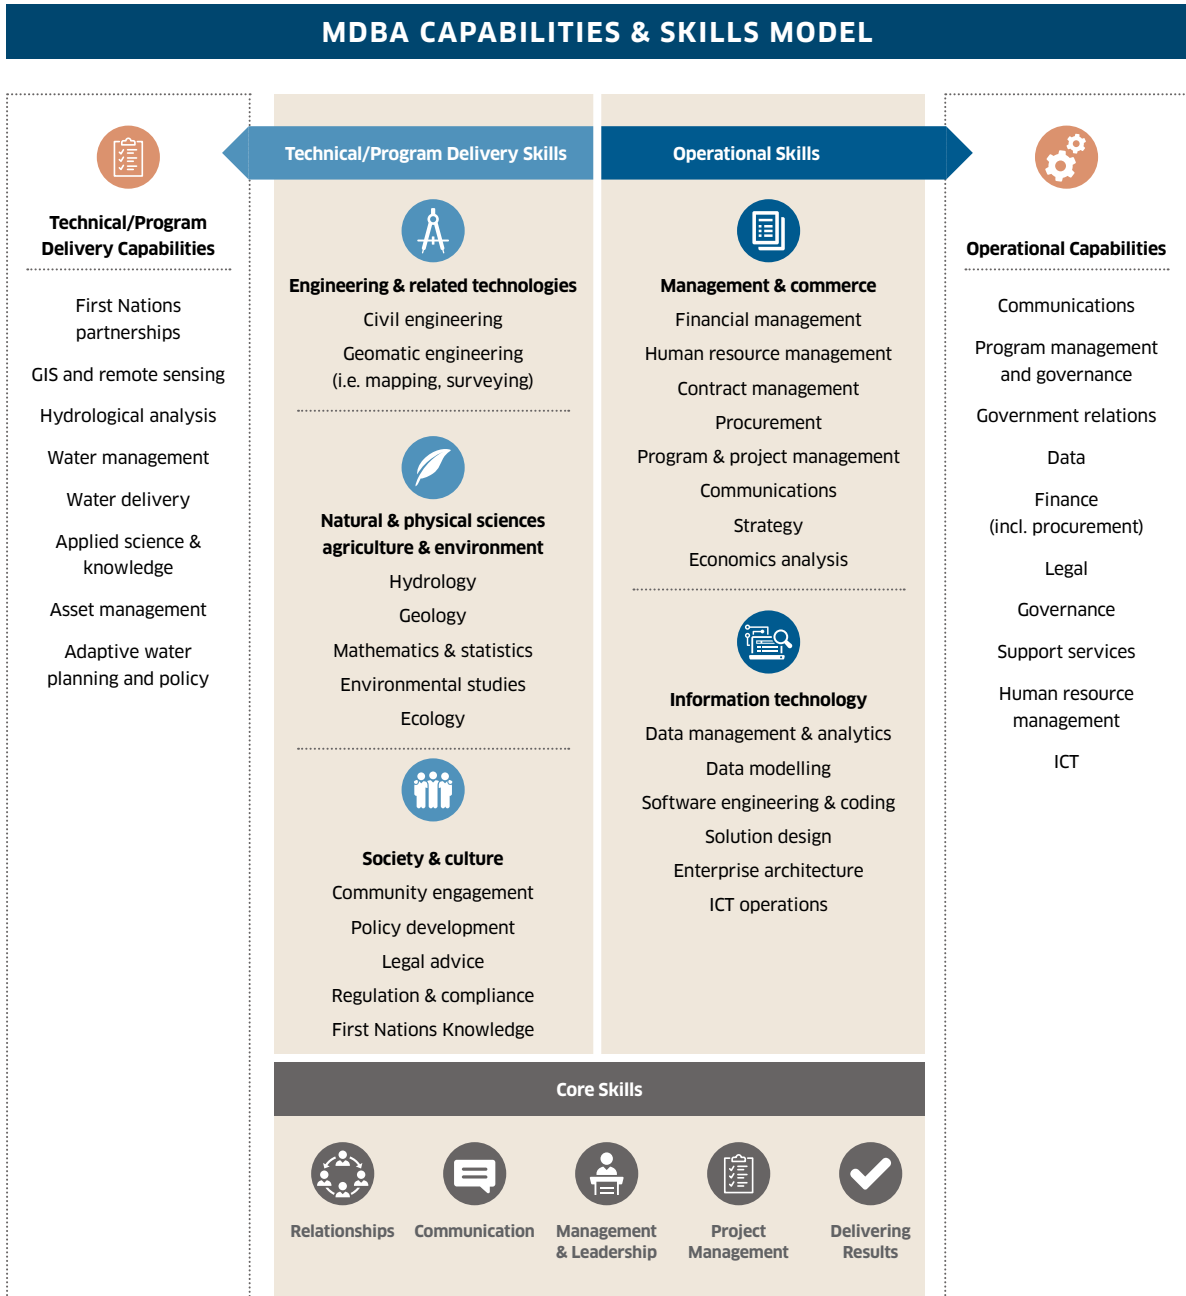 MDBA CAPABILITIES & SKILLS MODEL
Technical/Program
Delivery Capabilities
First Nations
partnerships
GIS and remote sensing
Hydrological analysis
Water management
Water delivery
Applied science &
knowledge
Asset management
Adaptive water
planning and policy
Technical/Program Delivery Skills
Engineering & related technologies
Civil engineering
Geomatic engineering
(i.e. mapping, surveying)
Natural & physical sciences
agriculture & environment
Hydrology
Geology
Mathematics & statistics
Environmental studies
Ecology
Society & culture
Community engagement
Policy development
Legal advice
Regulation & compliance
First Nations Knowledge
Operational Skills
Management & commerce
Financial management
Human resource management
Contract management
Procurement
Program & project management
Communications
Strategy
Economics analysis
Information technology
Data management & analytics
Data modelling
Software engineering & coding
Solution design
Enterprise architecture
ICT operations
Operational Capabilities
Communications
Program management
and governance
Government relations
Data
Finance
(incl. procurement)
Legal
Governance
Support services
Human resource
management
ICT
Core Skills
Relationships
Communication
Management
& Leadership
Project
Management
Delivering
Results